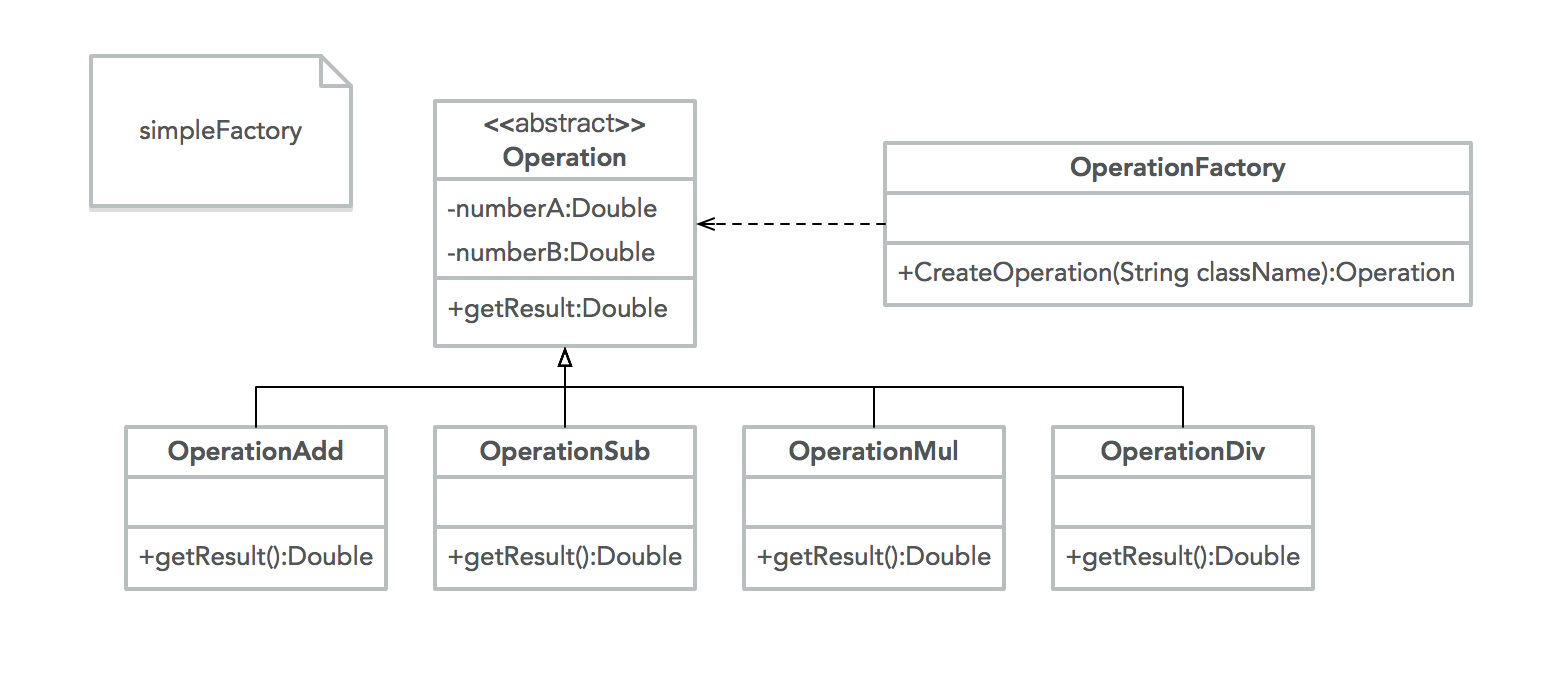 simpleFactory
<<abstract>>
Operation
-numberA:Double
-numberB:Double
+getResult:Double
OperationFactory
+CreateOperation(String className):Operation
OperationAdd
+getResult():Double
OperationSub
+getResult():Double
OperationMul
+getResult():Double
OperationDiv
+getResult():Double